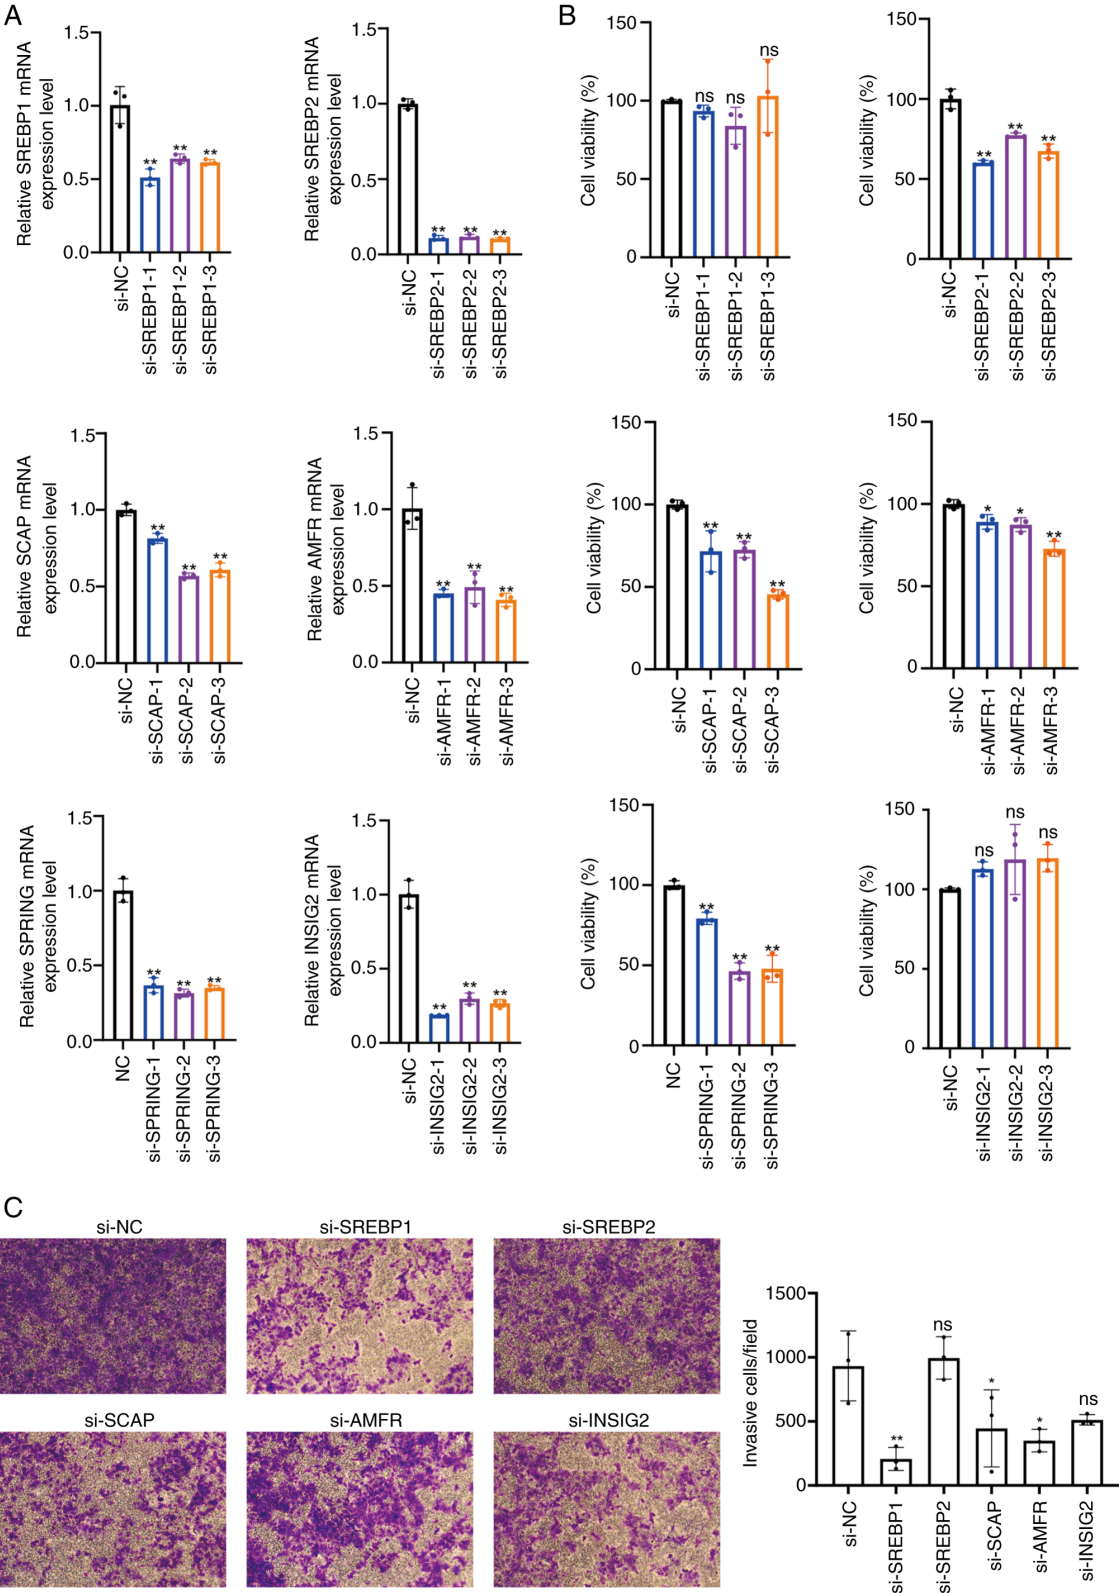 A
Relative SREBP1 mRNA
expression level
1.5
1.0
0.5
0.0
**
**
**
si-NC
si-SREBP1-1
si-SREBP1-2
si-SREBP1-3
Relative SREBP2 mRNA
expression level
1.5
1.0
0.5
0.0
**
**
**
si-NC
si-SREBP2-1
si-SREBP2-2
si-SREBP2-3
B
Cell viability (%)
150
100
50
0
ns
ns
ns
si-NC
si-SREBP1-1
si-SREBP1-2
si-SREBP1-3
Cell viability (%)
150
100
50
0
**
**
**
si-NC
si-SREBP2-1
si-SREBP2-2
si-SREBP2-3
Relative SCAP mRNA
expression level
1.5
1.0
0.5
0.0
**
**
**
si-NC
si-SCAP-1
si-SCAP-2
si-SCAP-3
Relative AMFR mRNA
expression level
1.5
1.0
0.5
0.0
**
**
**
si-NC
si-AMFR-1
si-AMFR-2
si-AMFR-3
Cell viability (%)
150
100
50
0
**
**
**
si-NC
si-SCAP-1
si-SCAP-2
si-SCAP-3
Cell viability (%)
150
100
50
0
*
*
**
si-NC
si-AMFR-1
si-AMFR-2
si-AMFR-3
Relative SPRING mRNA
expression level
1.5
1.0
0.5
0.0
**
**
**
NC
si-SPRING-1
si-SPRING-2
si-SPRING-3
Relative INSIG2 mRNA
expression level
1.5
1.0
0.5
0.0
**
**
**
si-NC
si-INSIG2-1
si-INSIG2-2
si-INSIG2-3
Cell viability (%)
150
100
50
0
**
**
**
NC
si-SPRING-1
si-SPRING-2
si-SPRING-3
Cell viability (%)
150
100
50
0
ns
ns
ns
si-NC
si-INSIG2-1
si-INSIG2-2
si-INSIG2-3
C
si-NC
si-SREBP1
si-SREBP2
si-SCAP
si-AMFR
si-INSIG2
Invasive cells/field
1500
1000
500
0
**
ns
*
*
ns
si-NC
si-SREBP1
si-SREBP2
si-SCAP
si-AMFR
si-INSIG2